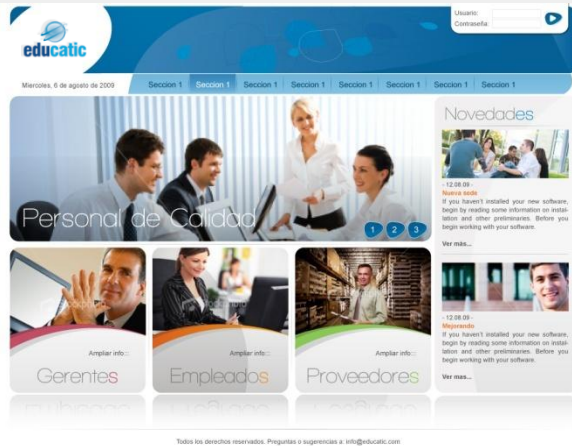 Usuario:
Contraseña:
educatic
Miercoles, 6 de agosto de 2009
Seccion 1 Seccion 1 Seccion 1 Seccion 1 Seccion 1 Seccion 1 Seccion 1 Seccion 1
Personal de Calidad
1 2 3
Novedades
- 12.08.09 -
Nueva sede
If you haven't installed your new software,
begin by reading some information on instal-
lation and other preliminaries. Before you
begin working with your software.
Ver más...
- 12.08.09 -
Mejorando
If you haven't installed your new software,
begin by reading some information on instal-
lation and other preliminaries. Before you
begin working with your software.
Ver mas...
Ampliar info:::
Gerentes
Ampliar info:::
Empleados
Ampliar info:::
Proveedores
Todos los derechos reservados. Preguntas o sugerencias a: info@educatic.com